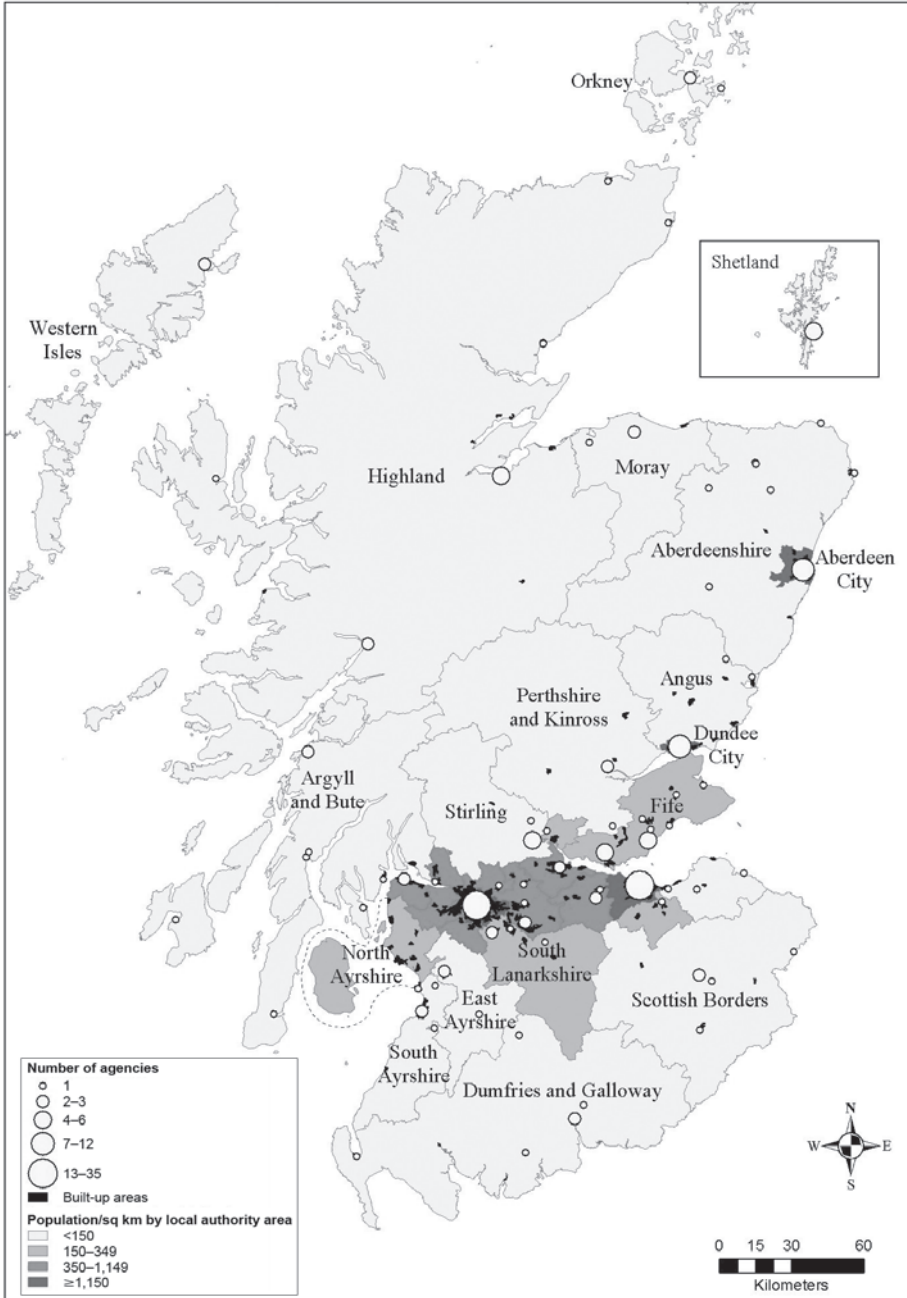 Orkney
Shetland
Western
Isles
Highland
Moray
Aberdeenshire
Aberdeen
City
Angus
Perthshire
and Kinross
Dundee
City
Argyll
and Bute
Fife
Stirling
North
Ayrshire
South
Lanarkshire
East
Ayrshire
Scottish Borders
South
Ayrshire
Dumfries and Galloway
Number of agencies
1
2–3
4–6
7–12
13–35
Built-up areas
Population/sq km by local authority area
<150
150–349
350–1,149
≥1,150
N
W
E
S
0 15 30 60
Kilometers